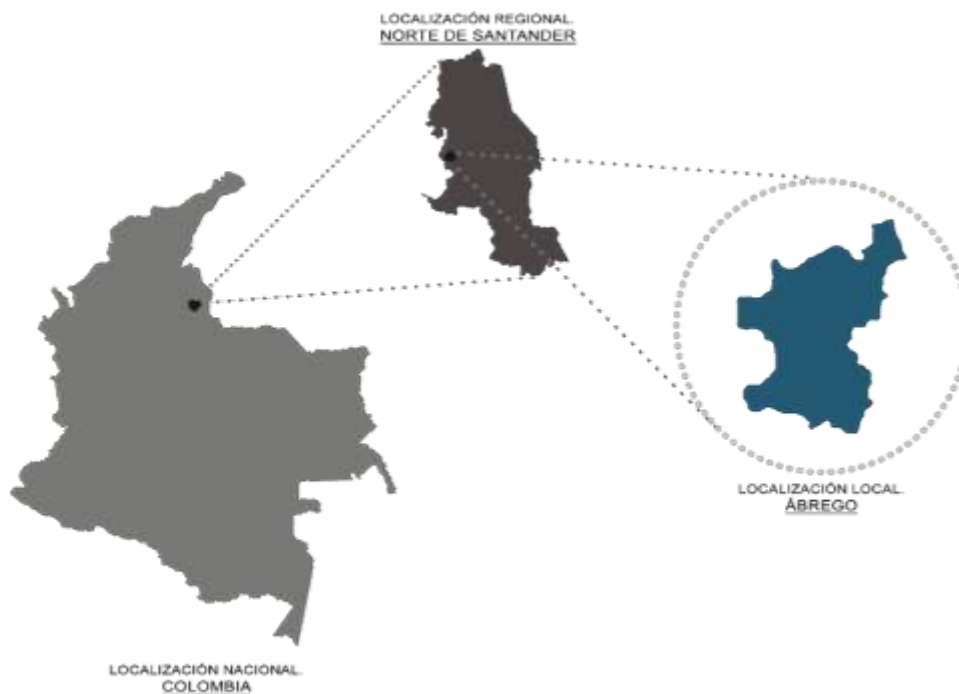 LOCALIZACIÓN REGIONAL.
NORTE DE SANTANDER
LOCALIZACIÓN LOCAL.
ÁBREGO
LOCALIZACIÓN NACIONAL.
COLOMBIA